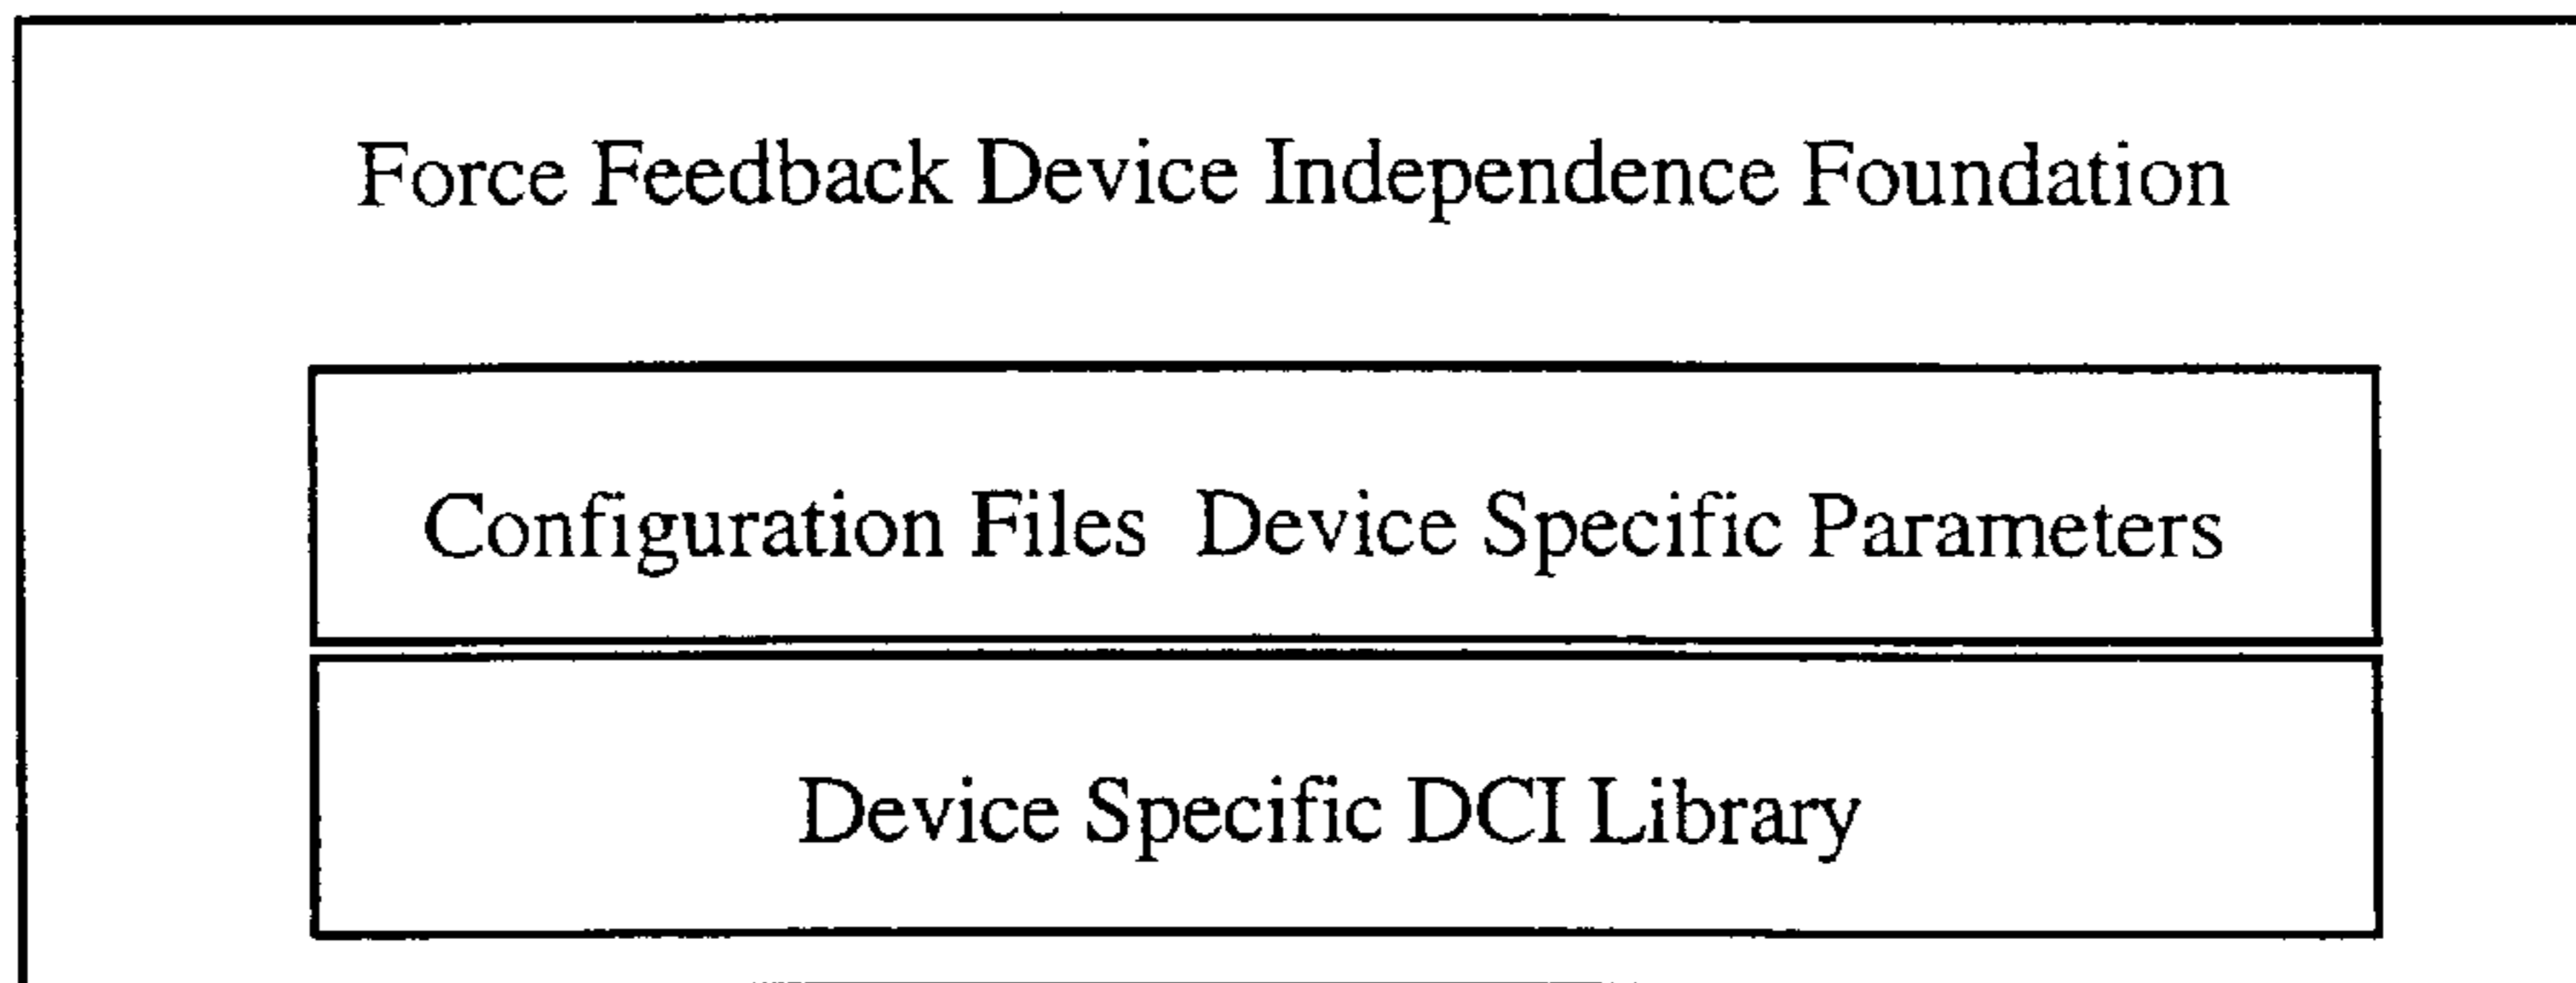 Force Feedback Device Independence Foundation
Configuration Files  Device Specific Parameters
Device Specific DCI Library